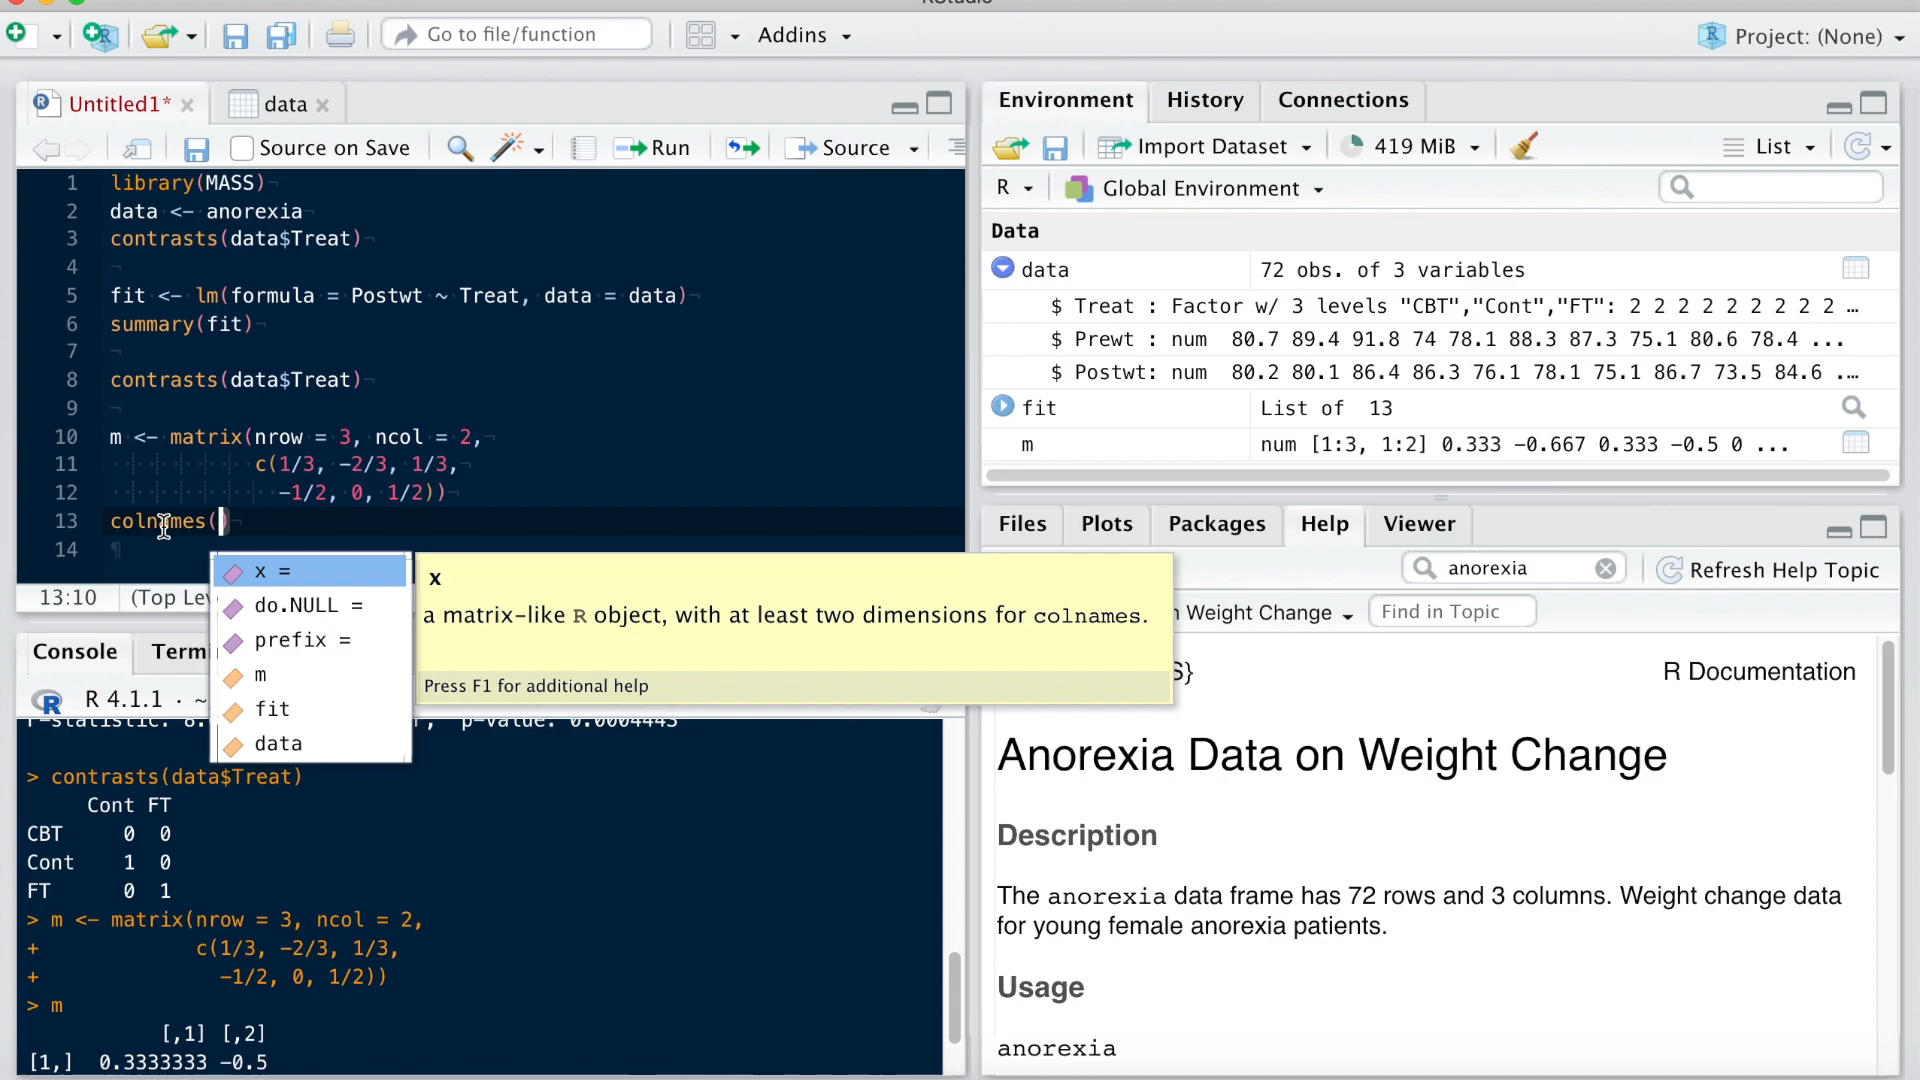 Go to file/function
Addins
Project: (None)
Untitled1*
data
Source on Save
Run
Source
1 library(MASS)
2 data <- anorexia
3 contrasts(data$Treat)
4
5 fit <- lm(formula = Postwt ~ Treat, data = data)
6 summary(fit)
7
8 contrasts(data$Treat)
9
10 m <- matrix(nrow = 3, ncol = 2,
11 c(1/3, -2/3, 1/3,
12 -1/2, 0, 1/2))
13 colnames()
14
x =
do.NULL =
prefix =
m
fit
data
x
a matrix-like R object, with at least two dimensions for colnames.
Press F1 for additional help
13:10
Console
R 4.1.1 · ~
> contrasts(data$Treat)
Cont FT
CBT 0 0
Cont 1 0
FT 0 1
> m <- matrix(nrow = 3, ncol = 2,
+ c(1/3, -2/3, 1/3,
+ -1/2, 0, 1/2))
> m
[,1] [,2]
[1,] 0.3333333 -0.5
Environment
History
Connections
Import Dataset
419 MiB
List
R
Global Environment
Data
data 72 obs. of 3 variables
$ Treat : Factor w/ 3 levels "CBT","Cont","FT": 2 2 2 2 2 2 2 2 2 …
$ Prewt : num 80.7 89.4 91.8 74 78.1 88.3 87.3 75.1 80.6 78.4 ...
$ Postwt: num 80.2 80.1 86.4 86.3 76.1 78.1 75.1 86.7 73.5 84.6 .…
fit List of 13
m num [1:3, 1:2] 0.333 -0.667 0.333 -0.5 0 ...
Files
Plots
Packages
Help
Viewer
anorexia
Refresh Help Topic
Weight Change
Find in Topic
R Documentation
Anorexia Data on Weight Change
Description
The anorexia data frame has 72 rows and 3 columns. Weight change data
for young female anorexia patients.
Usage
anorexia